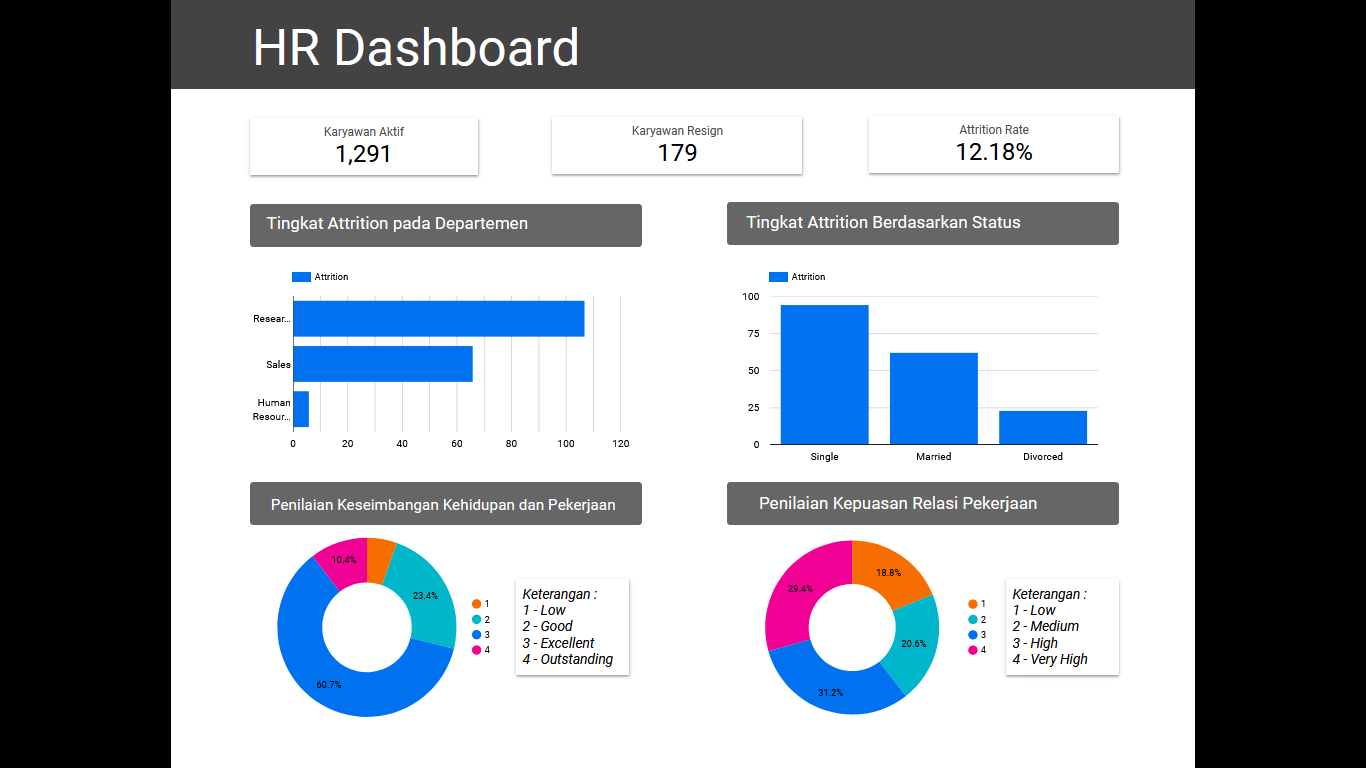 HR Dashboard
Karyawan Aktif
1,291
Karyawan Resign
179
Attrition Rate
12.18%
Tingkat Attrition pada Departemen
Attrition
Resear...
Sales
Human
Resour...
0 20 40 60 80 100 120
Tingkat Attrition Berdasarkan Status
Attrition
100
75
50
25
0
Single Married Divorced
Penilaian Keseimbangan Kehidupan dan Pekerjaan
10.4%
23.4%
60.7%
1
2
3
4
Keterangan :
1 - Low
2 - Good
3 - Excellent
4 - Outstanding
Penilaian Kepuasan Relasi Pekerjaan
18.8%
29.4%
20.6%
31.2%
1
2
3
4
Keterangan :
1 - Low
2 - Medium
3 - High
4 - Very High